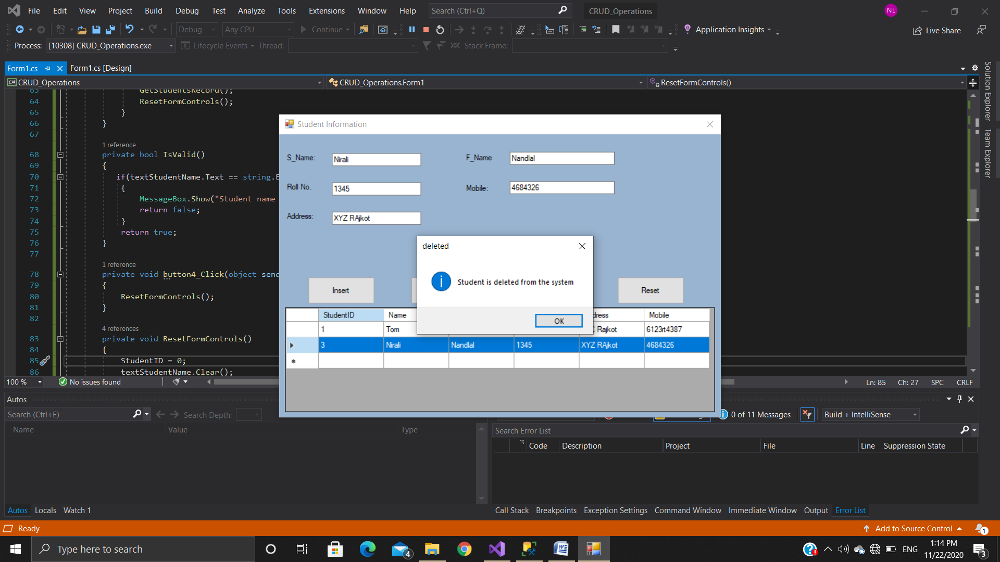 File Edit View Project Build Debug Test Analyze Tools Extensions Window Help Search (Ctrl+Q) CRUD_Operations NL
Debug Any CPU Continue Application Insights Live Share
Process: [10308] CRUD_Operations.exe Lifecycle Events Thread: Stack Frame:
Form1.cs Form1.cs [Design]
C# CRUD_Operations CRUD_Operations.Form1 ResetFormControls()
Solution Explorer
Team Explorer
63 GetStudentsRecord();
64 ResetFormControls();
65 }
66 }
67
1 reference
68 private bool IsValid()
69 {
70 if(textStudentName.Text == string.E
71 {
72 MessageBox.Show("Student name
73 return false;
74 }
75 return true;
76 }
77
1 reference
78 private void button4_Click(object send
79 {
80 ResetFormControls();
81 }
82
4 references
83 private void ResetFormControls()
84 {
85 StudentID = 0;
86 textStudentName.Clear();
Student Information
S_Name: Nirali F_Name Nandlal
Roll No. 1345 Mobile: 4684326
Address: XYZ RAjkot
deleted
Student is deleted from the system
OK
Insert Reset
StudentID Name dress Mobile
1 Tom Rajkot 6123rt4387
3 Nirali Nandlal 1345 XYZ RAjkot 4684326
100 % No issues found Ln: 85 Ch: 27 SPC CRLF
Autos
Search (Ctrl+E) Search Depth:
Name Value Type
0 of 11 Messages Build + IntelliSense
Search Error List
Code Description Project File Line Suppression State
Autos Locals Watch 1
Call Stack Breakpoints Exception Settings Command Window Immediate Window Output Error List
Ready Add to Source Control 1
Type here to search 4 ENG 1:14 PM
11/22/2020 3